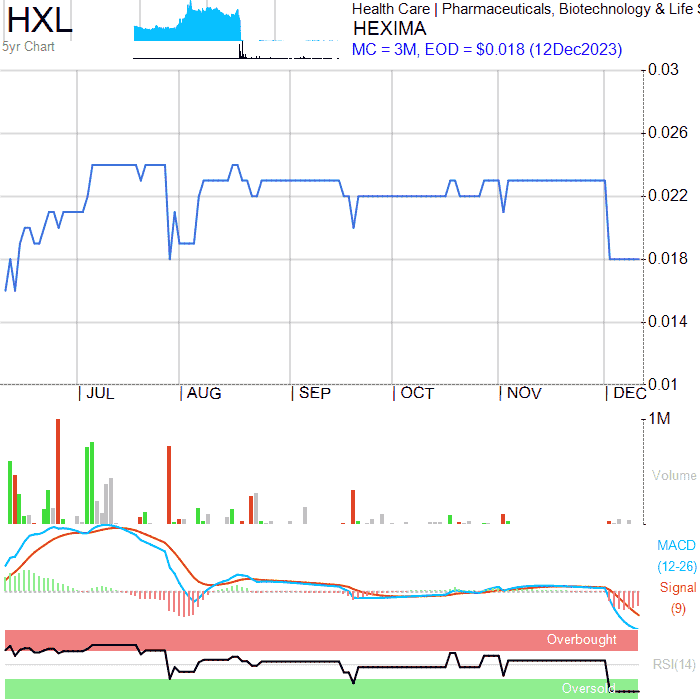 HXL
5yr Chart
Health Care | Pharmaceuticals, Biotechnology & Life S
HEXIMA
MC = 3M, EOD = $0.018 (12Dec2023)
0.03
0.026
0.022
0.018
0.014
0.01
| JUL | AUG | SEP | OCT | NOV | DEC
1M
Volume
MACD
(12-26)
Signal
(9)
Overbought
RSI(14)
Oversold